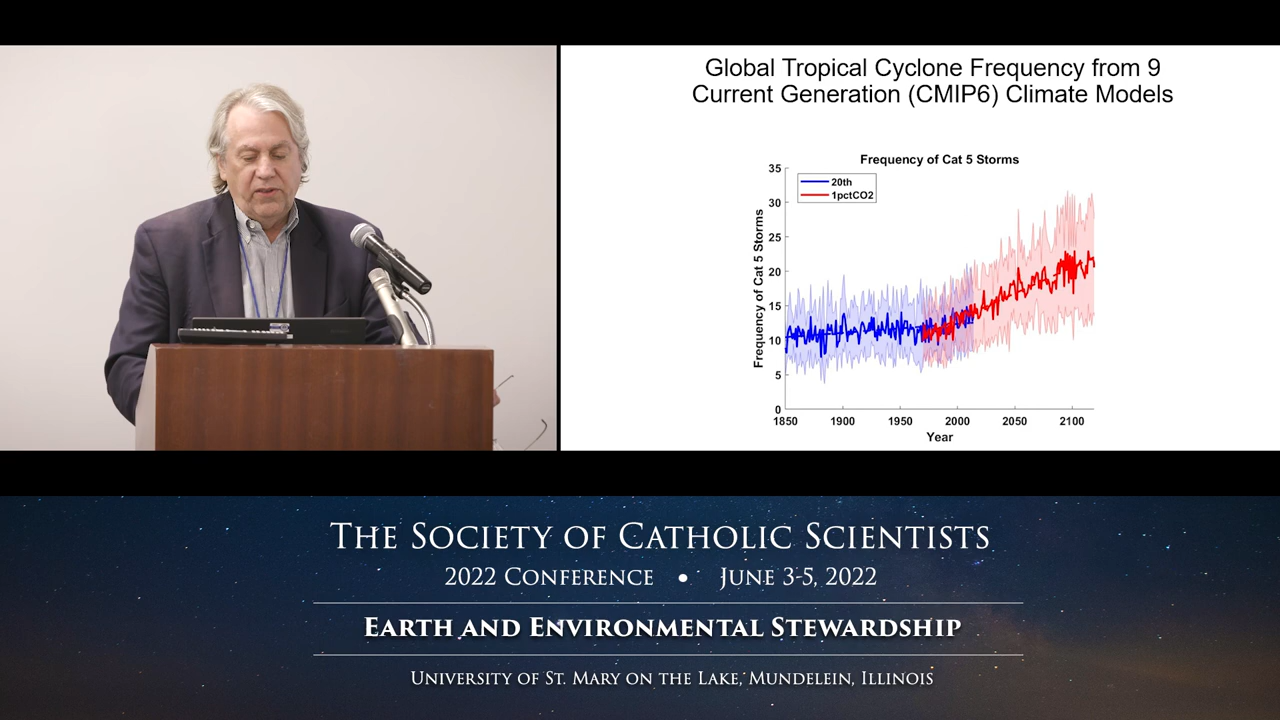 Global Tropical Cyclone Frequency from 9
Current Generation (CMIP6) Climate Models
Frequency of Cat 5 Storms
20th
1pctCO2
Frequency of Cat 5 Storms
35
30
25
20
15
10
5
0
1850
1900
1950
2000
2050
2100
Year
The Society of Catholic Scientists
2022 Conference • June 3-5, 2022
Earth and Environmental Stewardship
University of St. Mary on the Lake, Mundelein, Illinois